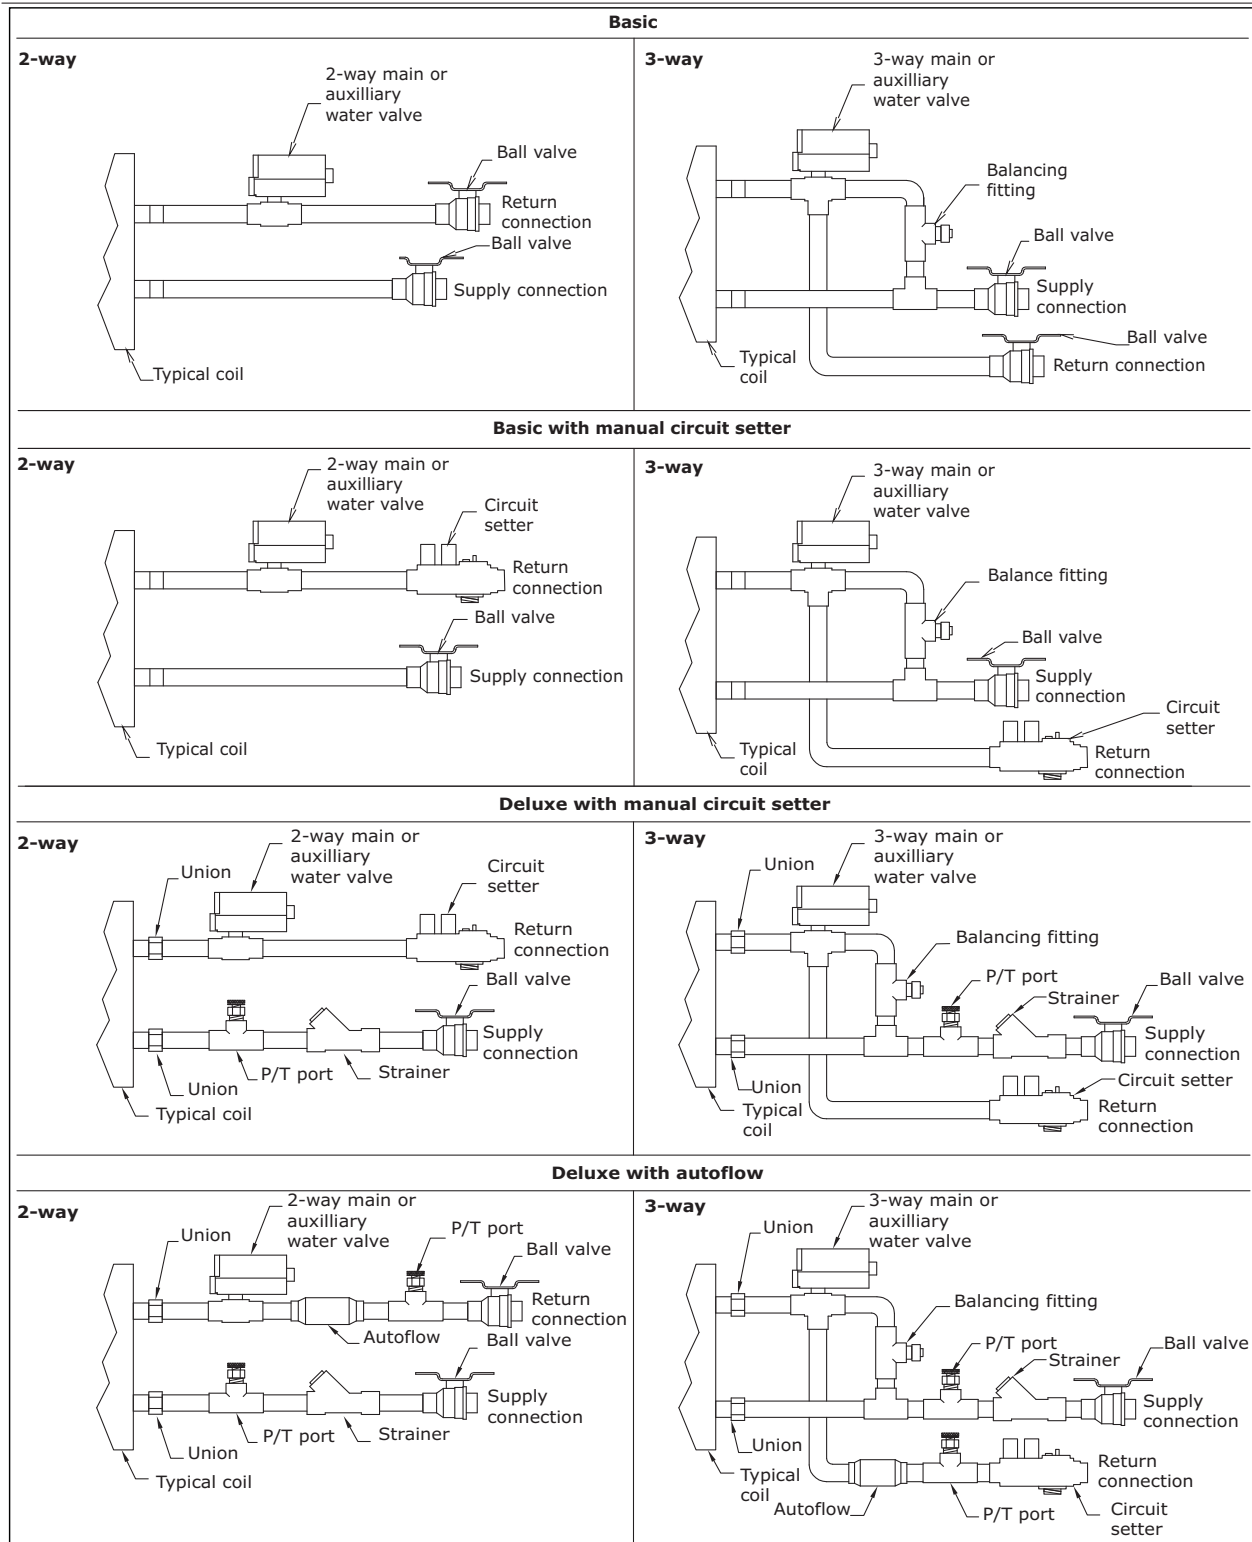 Basic
2-way
2-way main or
auxilliary
water valve
Ball valve
Return
connection
Ball valve
Supply connection
Typical coil
3-way
3-way main or
auxilliary
water valve
Balancing
fitting
Ball valve
Supply
connection
Ball valve
Return connection
Typical
coil
Basic with manual circuit setter
2-way
2-way main or
auxilliary
water valve
Circuit
setter
Return
connection
Ball valve
Supply connection
Typical coil
3-way
3-way main or
auxilliary
water valve
Balance fitting
Ball valve
Supply
connection
Circuit
setter
Return
connection
Typical
coil
Deluxe with manual circuit setter
2-way
2-way main or
auxilliary
water valve
Union
Circuit
setter
Return
connection
Ball valve
Supply
connection
P/T port
Strainer
Union
Typical coil
3-way
3-way main or
auxilliary
water valve
Union
Balancing fitting
P/T port
Ball valve
Strainer
Supply
connection
Union
Circuit setter
Typical
coil
Return
connection
Deluxe with autoflow
2-way
2-way main or
auxilliary
water valve
Union
P/T port
Ball valve
Return
connection
Autoflow
Ball valve
Supply
connection
P/T port
Strainer
Union
Typical coil
3-way
3-way main or
auxilliary
water valve
Union
Balancing fitting
P/T port
Ball valve
Strainer
Supply
connection
Union
Return
connection
Typical
coil
Autoflow
P/T port
Circuit
setter